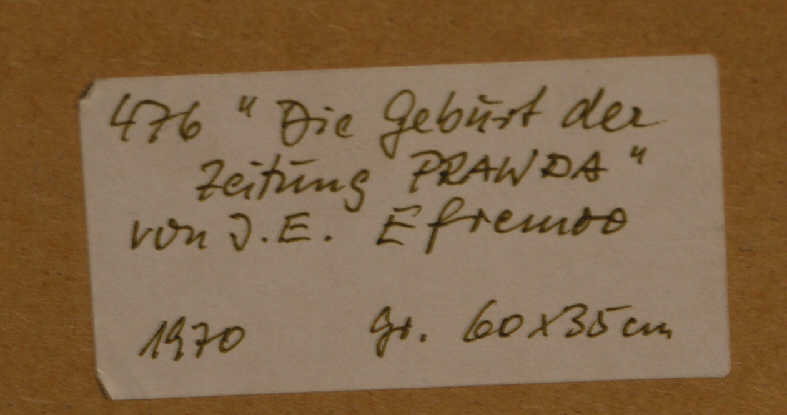 476 "Die Geburt der
Zeitung PRAWDA"
von J.E. Efremoo
1970 Gr. 60x35cm